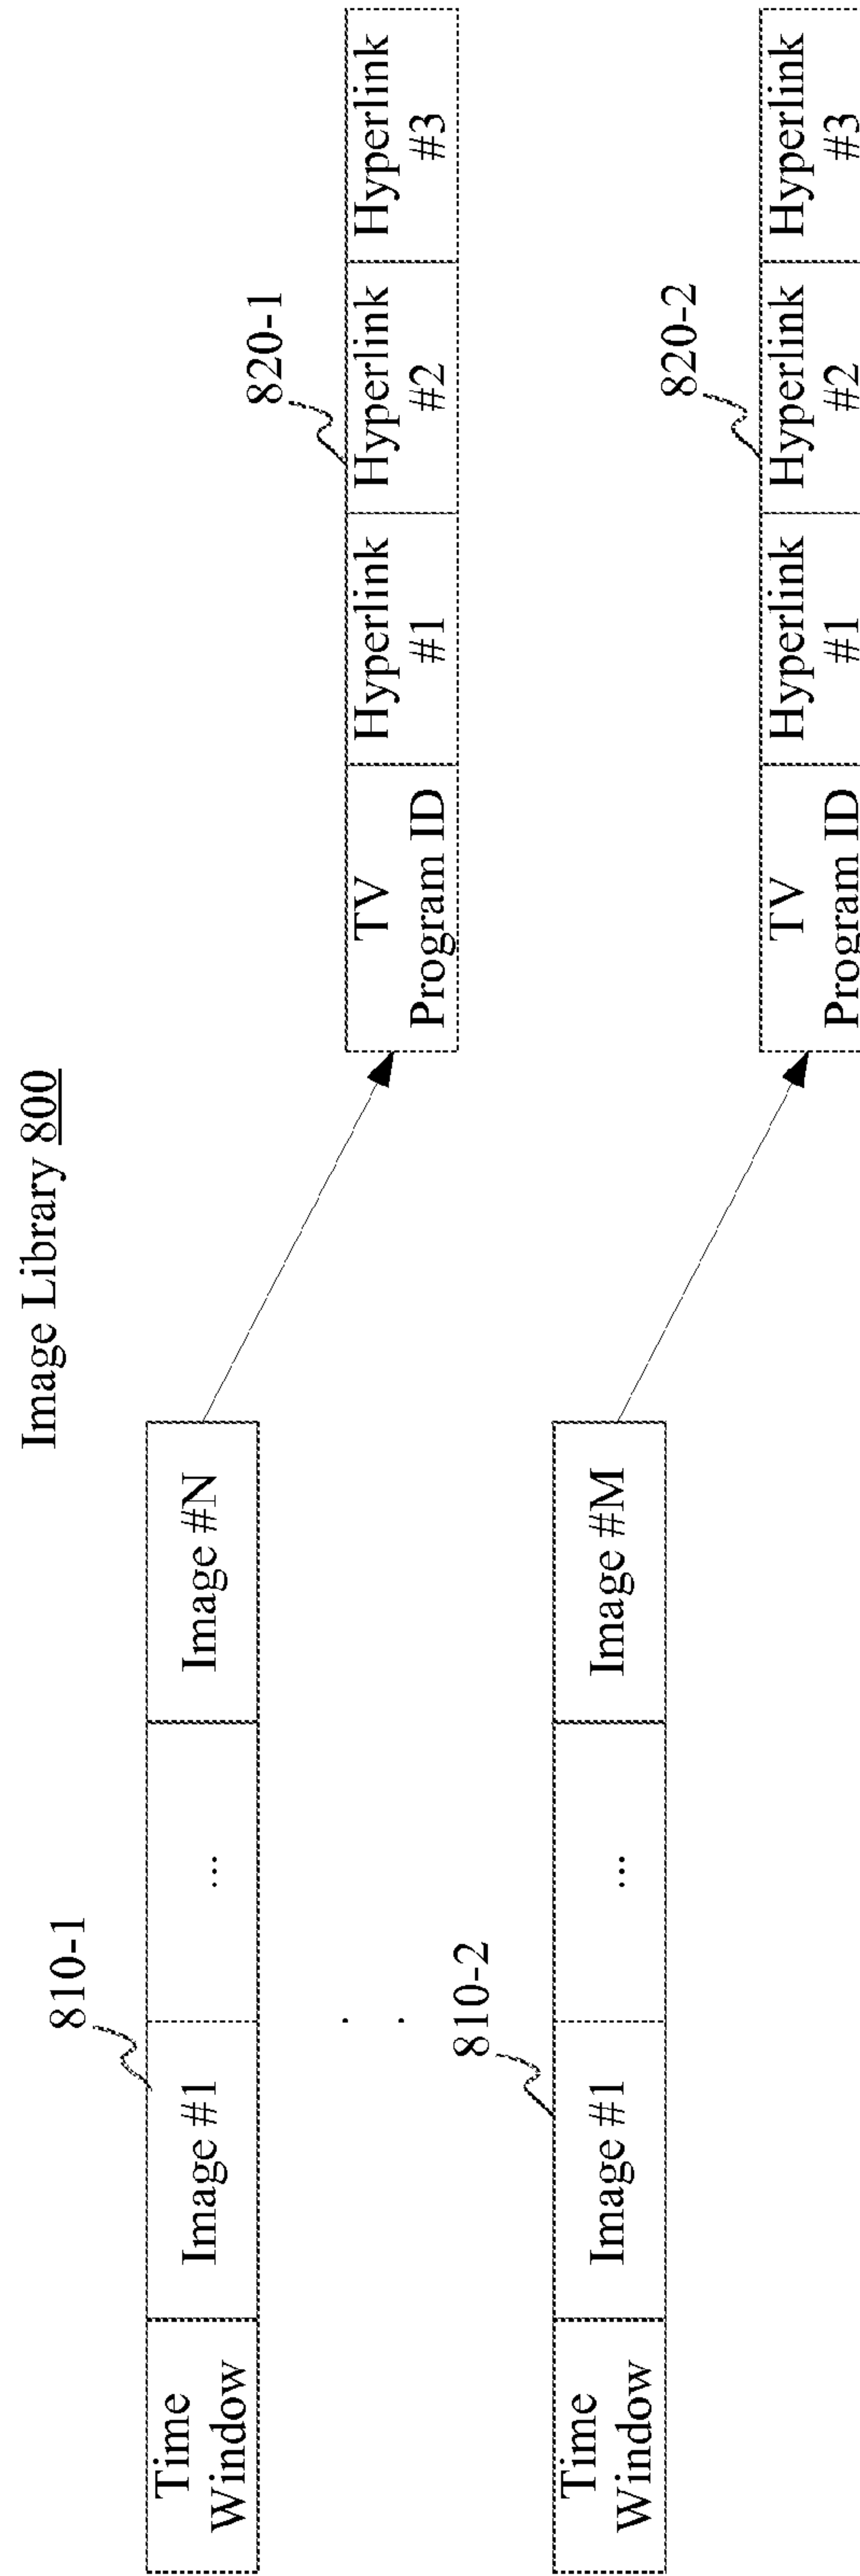 Image Library 800
810-1
Time
Window
Image #1
...
Image #N
820-1
TV
Program ID
Hyperlink
#1
Hyperlink
#2
Hyperlink
#3
. .
810-2
Time
Window
Image #1
...
Image #M
820-2
TV
Program ID
Hyperlink
#1
Hyperlink
#2
Hyperlink
#3